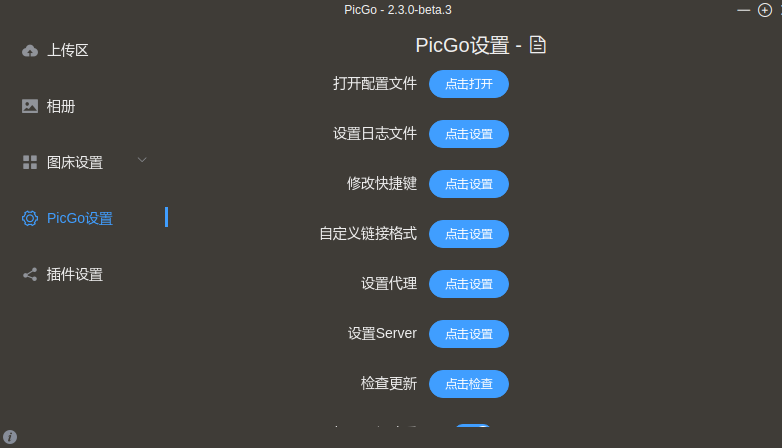 PicGo - 2.3.0-beta.3
上传区
相册
图床设置
PicGo设置
插件设置
PicGo设置 -
打开配置文件 点击打开
设置日志文件 点击设置
修改快捷键 点击设置
自定义链接格式 点击设置
设置代理 点击设置
设置Server 点击设置
检查更新 点击检查